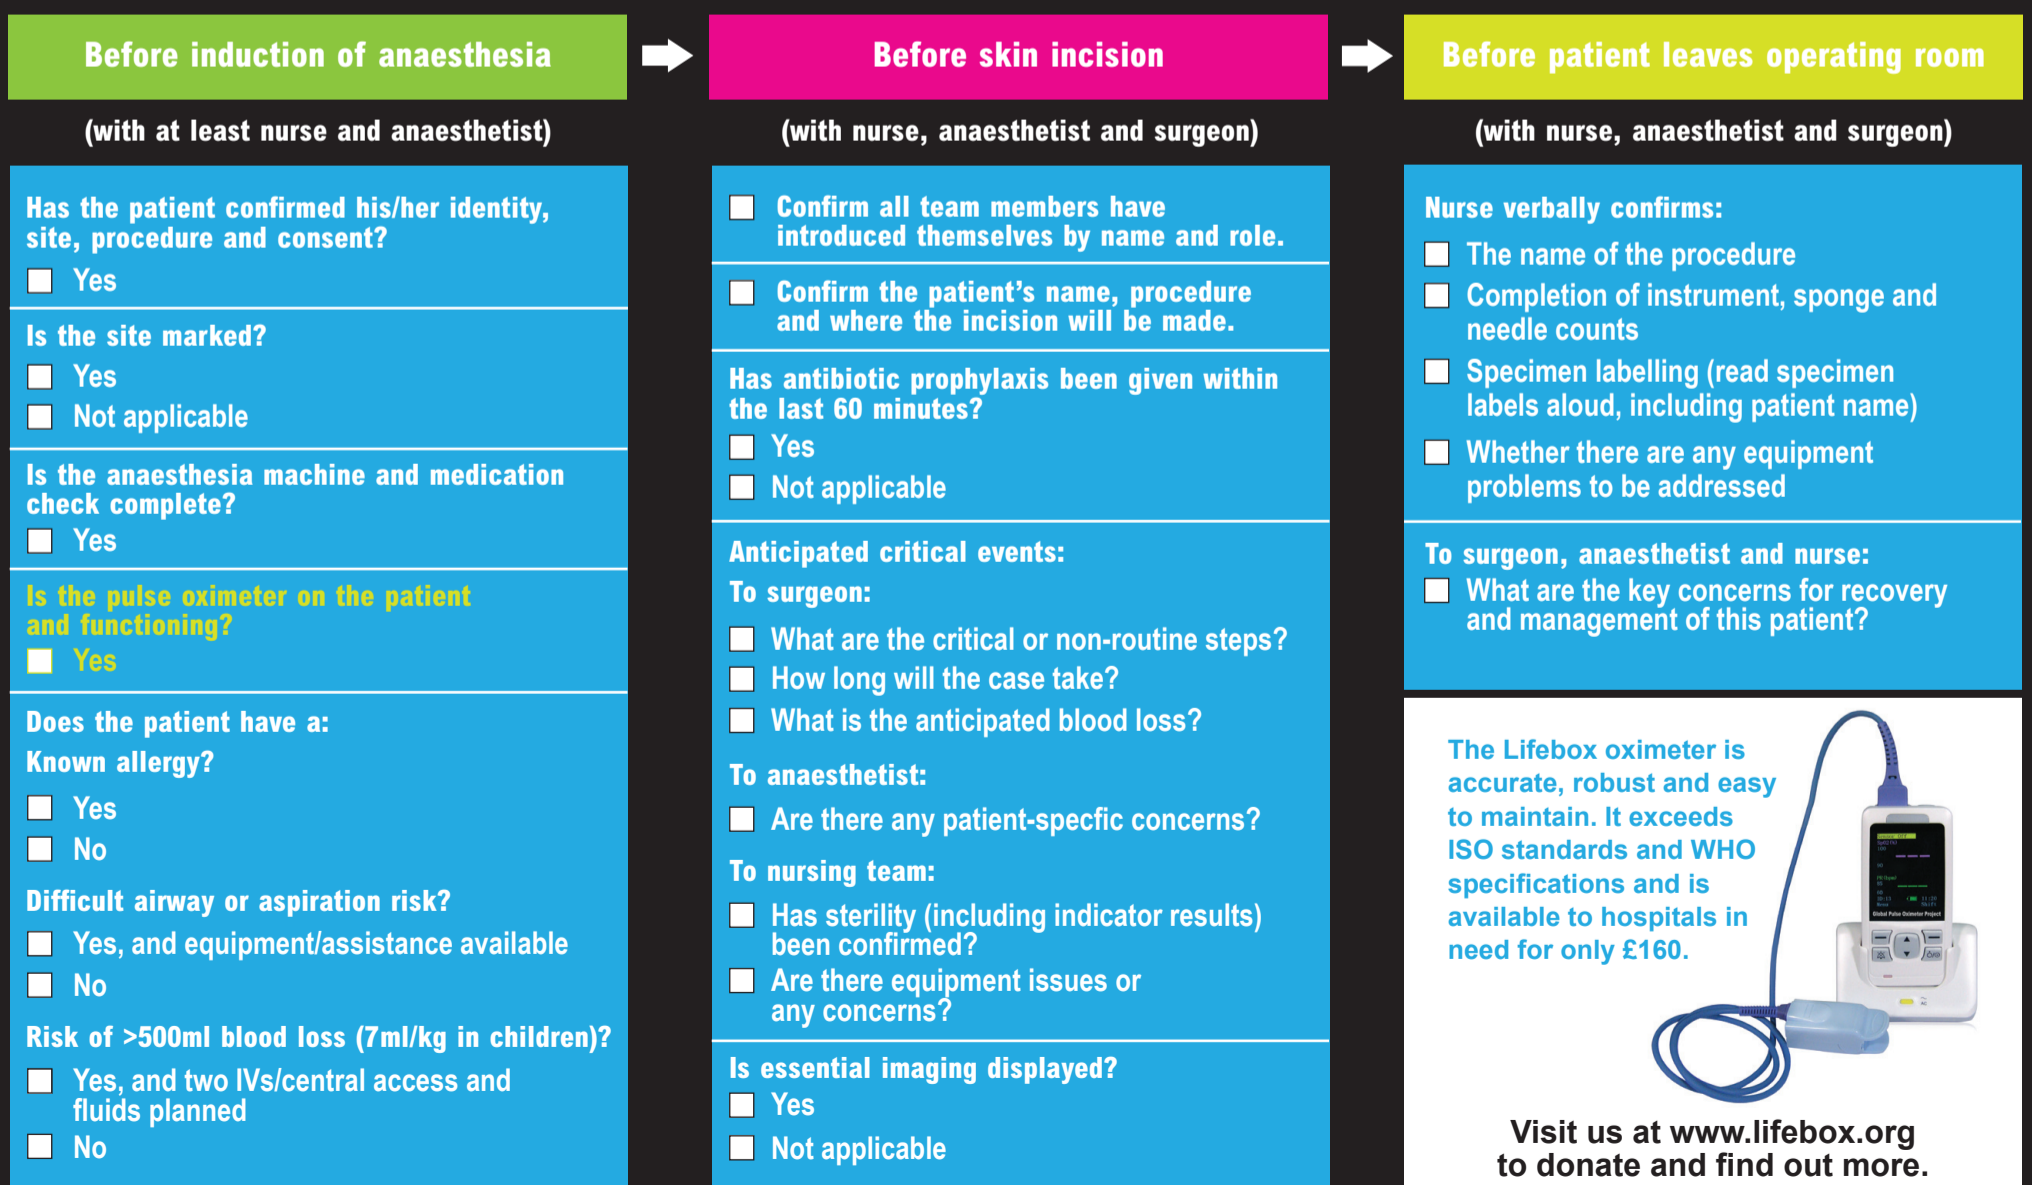 Before induction of anaesthesia
(with at least nurse and anaesthetist)
Has the patient confirmed his/her identity,
site, procedure and consent?
Yes
Is the site marked?
Yes
Not applicable
Is the anaesthesia machine and medication
check complete?
Yes
Is the pulse oximeter on the patient
and functioning?
Yes
Does the patient have a:
Known allergy?
Yes
No
Difficult airway or aspiration risk?
Yes, and equipment/assistance available
No
Risk of >500ml blood loss (7ml/kg in children)?
Yes, and two IVs/central access and
fluids planned
No
Before skin incision
(with nurse, anaesthetist and surgeon)
Confirm all team members have
introduced themselves by name and role.
Confirm the patient's name, procedure
and where the incision will be made.
Has antibiotic prophylaxis been given within
the last 60 minutes?
Yes
Not applicable
Anticipated critical events:
To surgeon:
What are the critical or non-routine steps?
How long will the case take?
What is the anticipated blood loss?
To anaesthetist:
Are there any patient-specfic concerns?
To nursing team:
Has sterility (including indicator results)
been confirmed?
Are there equipment issues or
any concerns?
Is essential imaging displayed?
Yes
Not applicable
Before patient leaves operating room
(with nurse, anaesthetist and surgeon)
Nurse verbally confirms:
The name of the procedure
Completion of instrument, sponge and
needle counts
Specimen labelling (read specimen
labels aloud, including patient name)
Whether there are any equipment
problems to be addressed
To surgeon, anaesthetist and nurse:
What are the key concerns for recovery
and management of this patient?
The Lifebox oximeter is
accurate, robust and easy
to maintain. It exceeds
ISO standards and WHO
specifications and is
available to hospitals in
need for only £160.
Global Pulse Oximeter Project
Visit us at www.lifebox.org
to donate and find out more.